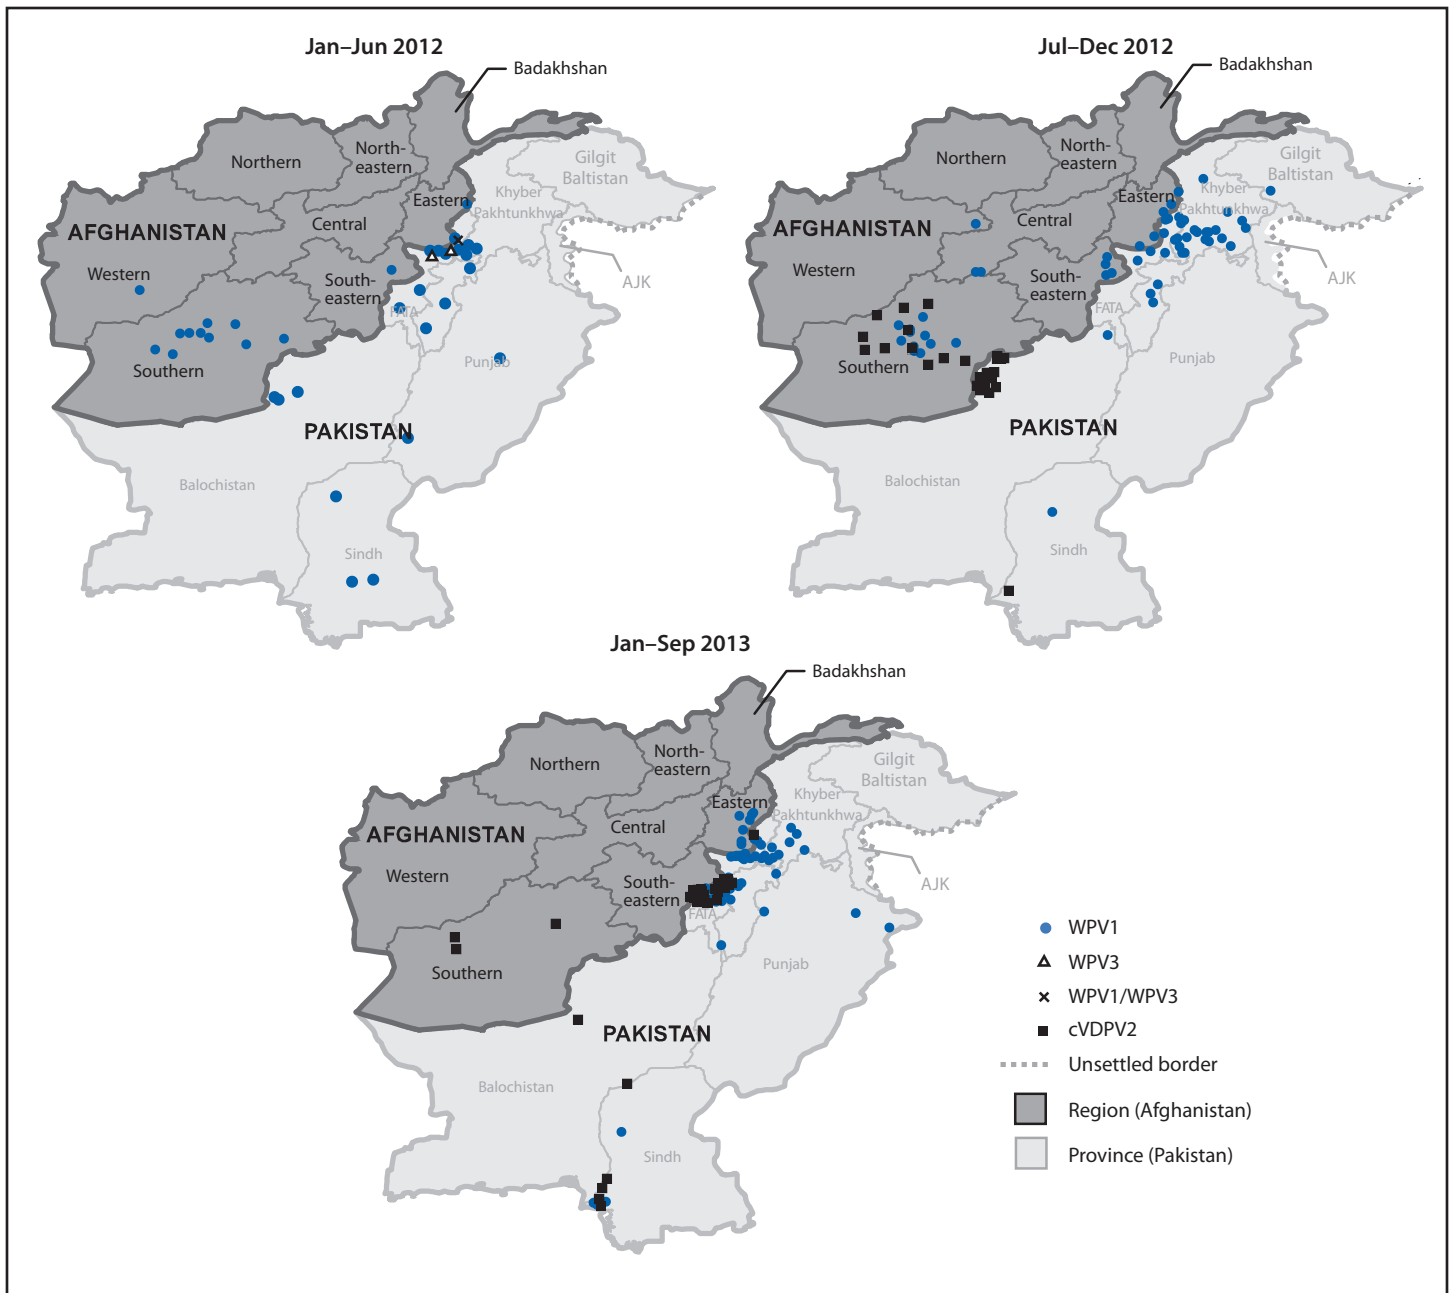 Jan–Jun 2012
Badakhshan
North-
eastern
Northern
Gilgit
Baltistan
Khyber
Pakhtunkhwa
Eastern
Central
AFGHANISTAN
Western
South-
eastern
AJK
FATA
Southern
Punjab
PAKISTAN
Balochistan
Sindh
Jul–Dec 2012
Badakhshan
North-
eastern
Northern
Gilgit
Baltistan
Khyber
Pakhtunkhwa
Eastern
Central
AFGHANISTAN
Western
South-
eastern
AJK
FATA
Southern
Punjab
PAKISTAN
Balochistan
Sindh
Jan–Sep 2013
Badakhshan
North-
eastern
Northern
Gilgit
Baltistan
Khyber
Pakhtunkhwa
Eastern
Central
AFGHANISTAN
Western
South-
eastern
AJK
FATA
Southern
Punjab
PAKISTAN
Balochistan
Sindh
WPV1
WPV3
WPV1/WPV3
cVDPV2
Unsettled border
Region (Afghanistan)
Province (Pakistan)